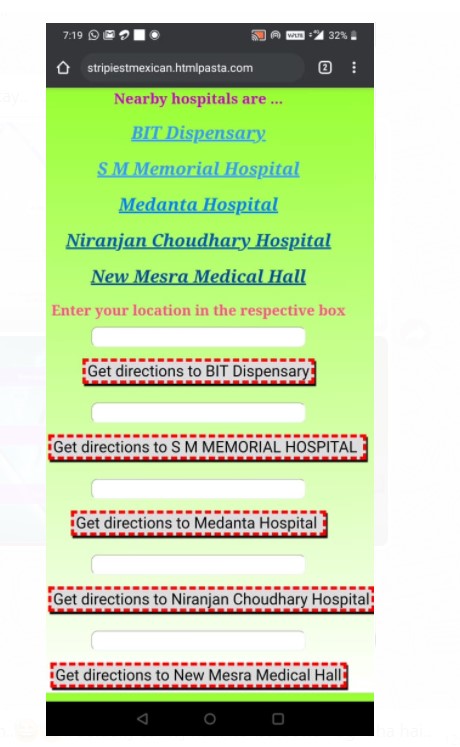 7:19
VoLTE
32%
stripiestmexican.htmlpasta.com
2
Nearby hospitals are ...
BIT Dispensary
S M Memorial Hospital
Medanta Hospital
Niranjan Choudhary Hospital
New Mesra Medical Hall
Enter your location in the respective box
Get directions to BIT Dispensary
Get directions to S M MEMORIAL HOSPITAL
Get directions to Medanta Hospital
Get directions to Niranjan Choudhary Hospital
Get directions to New Mesra Medical Hall